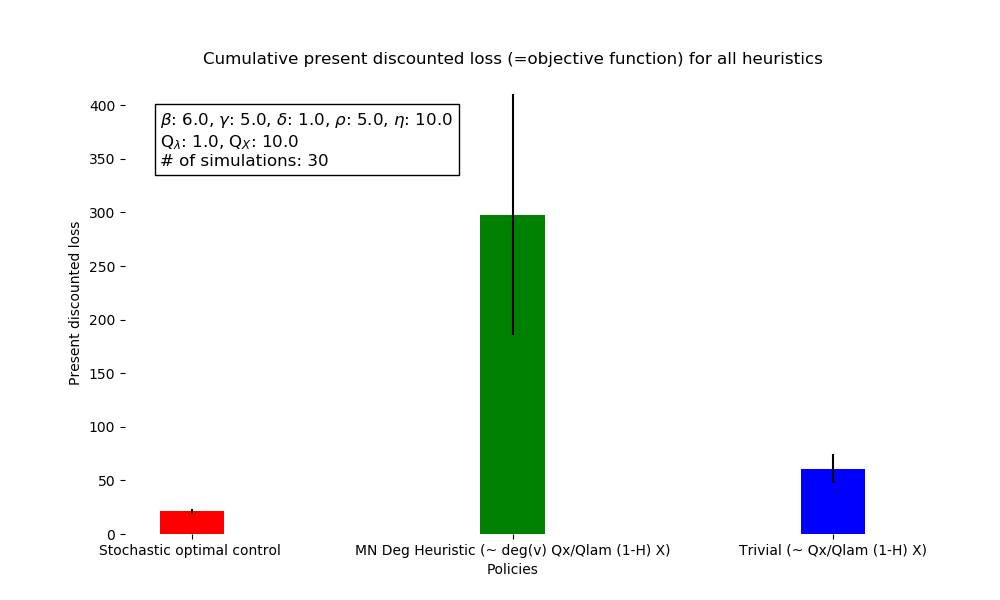 Cumulative present discounted loss (=objective function) for all heuristics
β: 6.0, γ: 5.0, δ: 1.0, ρ: 5.0, η: 10.0
Qλ: 1.0, QX: 10.0
# of simulations: 30
Present discounted loss
400
350
300
250
200
150
100
50
0
Stochastic optimal control
MN Deg Heuristic (~ deg(v) Qx/Qlam (1-H) X)
Trivial (~ Qx/Qlam (1-H) X)
Policies